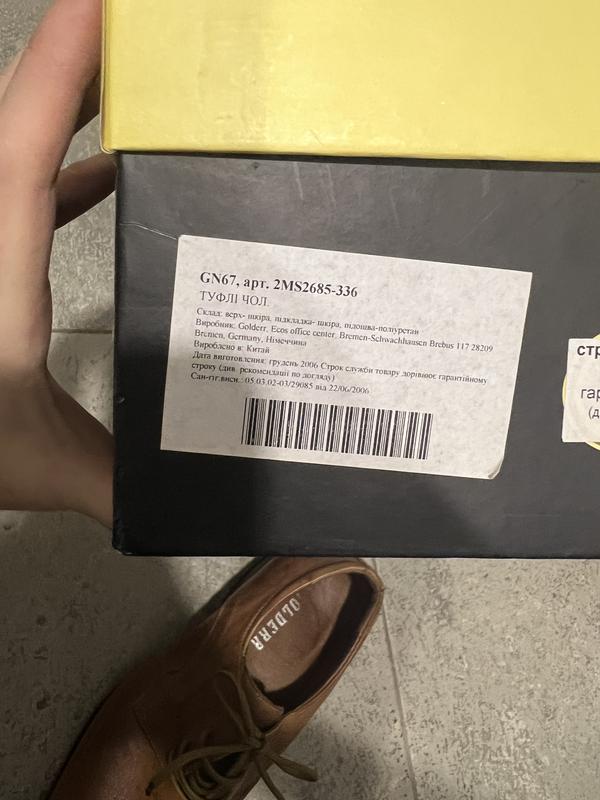 GN67, арт. 2MS2685-336
ТУФЛІ ЧОЛ.
Склад: верх- шкіра, підкладка- шкіра, підошва-поліуретан
Виробник: Golderr, Ecos office center, Bremen-Schwachhausen Brebus 117 28209
Bremen, Germany, Німеччина
Вироблено в: Китай
Дата виготовлення: грудень 2006 Строк служби товару дорівнює гарантійному
строку (див. рекомендації по догляду)
Сан-гіг.висн.: 05.03.02-03/29085 від 22/06/2006
стр
гар
(д
OLDERR